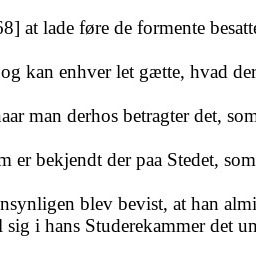 68] at lade føre de formente besatte
og kan enhver let gætte, hvad der
naar man derhos betragter det, som
m er bekjendt der paa Stedet, som
nsynligen blev bevist, at han almi
l sig i hans Studerekammer det un